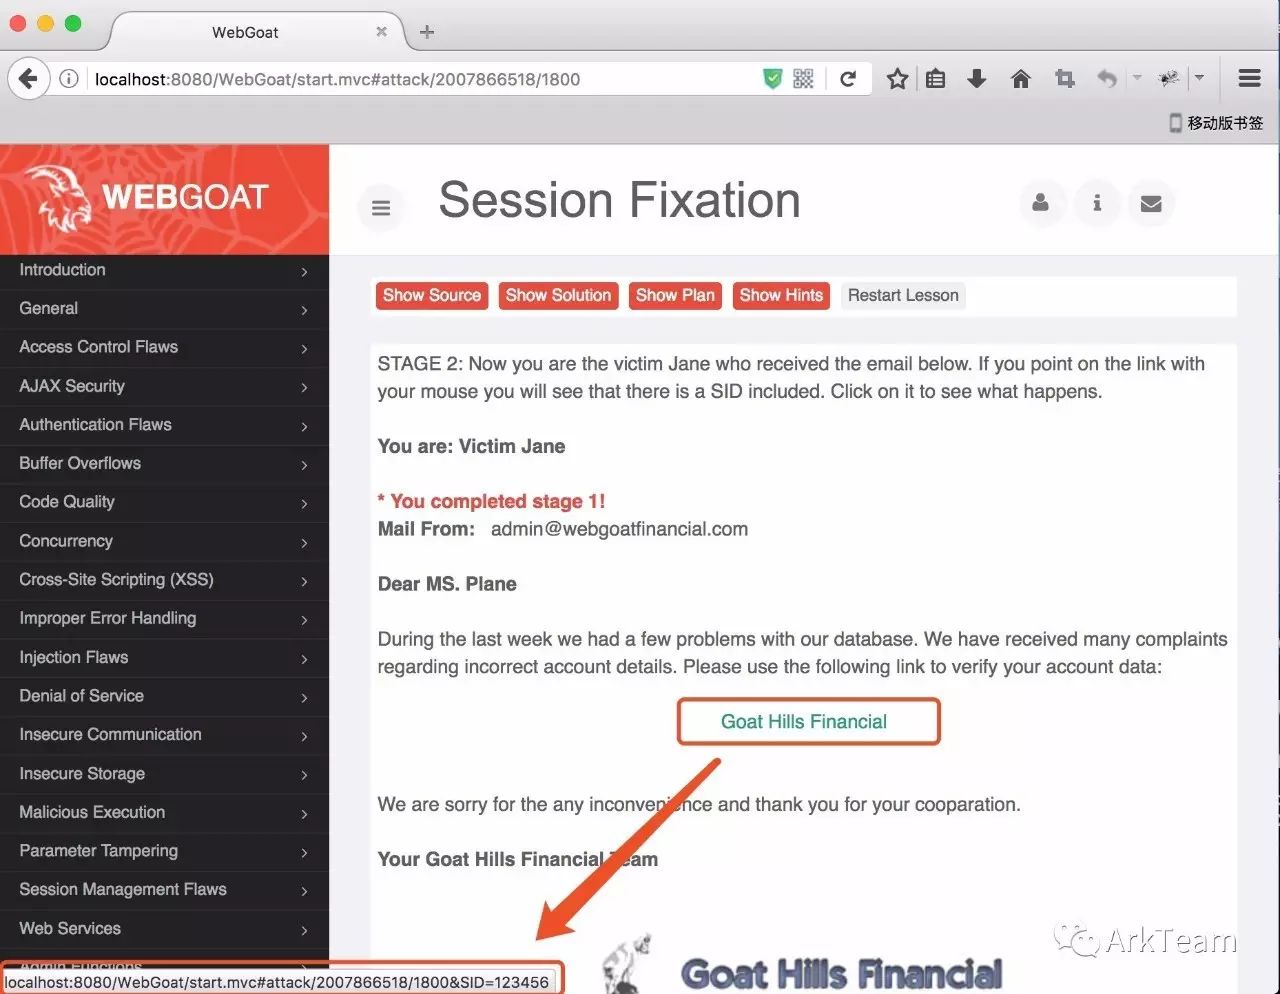 WebGoat
localhost:8080/WebGoat/start.mvc#attack/2007866518/1800
移动版书签
WEBGOAT
Session Fixation
Introduction
General
Access Control Flaws
AJAX Security
Authentication Flaws
Buffer Overflows
Code Quality
Concurrency
Cross-Site Scripting (XSS)
Improper Error Handling
Injection Flaws
Denial of Service
Insecure Communication
Insecure Storage
Malicious Execution
Parameter Tampering
Session Management Flaws
Web Services
Admin Functions
Show Source Show Solution Show Plan Show Hints Restart Lesson
STAGE 2: Now you are the victim Jane who received the email below. If you point on the link with
your mouse you will see that there is a SID included. Click on it to see what happens.
You are: Victim Jane
* You completed stage 1!
Mail From: admin@webgoatfinancial.com
Dear MS. Plane
During the last week we had a few problems with our database. We have received many complaints
regarding incorrect account details. Please use the following link to verify your account data:
Goat Hills Financial
We are sorry for the any inconvenience and thank you for your cooparation.
Your Goat Hills Financial Team
ArkTeam
Goat Hills Financial
localhost:8080/WebGoat/start.mvc#attack/2007866518/1800&SID=123456